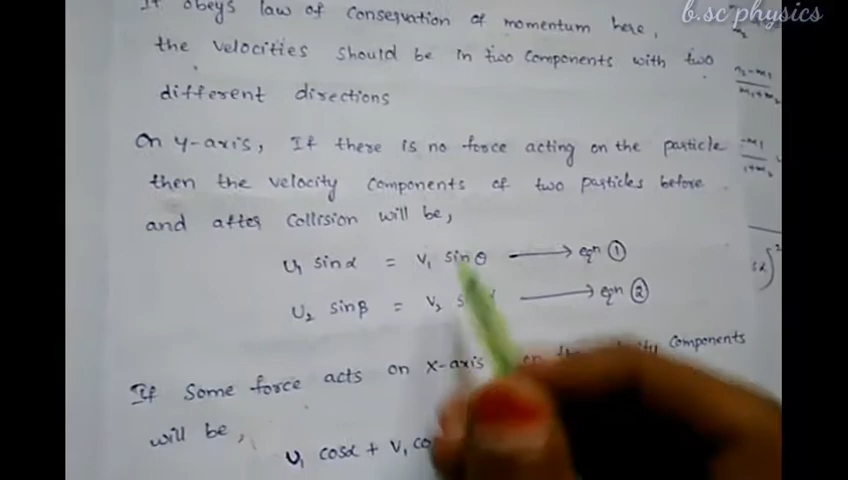 It obeys law of conservation of momentum here,
the velocities should be in two components with two
different directions
On y-axis, If there is no force acting on the particle
then the velocity components of two particles before
and after collision will be,
u₁ sinα = v₁ sinθ ⟶ eqn ①
u₂ sinβ = v₂ s ⟶ eqn ②
If some force acts on x-axis components
will be,
u₁ cosα + v₁ co
b.sc physics